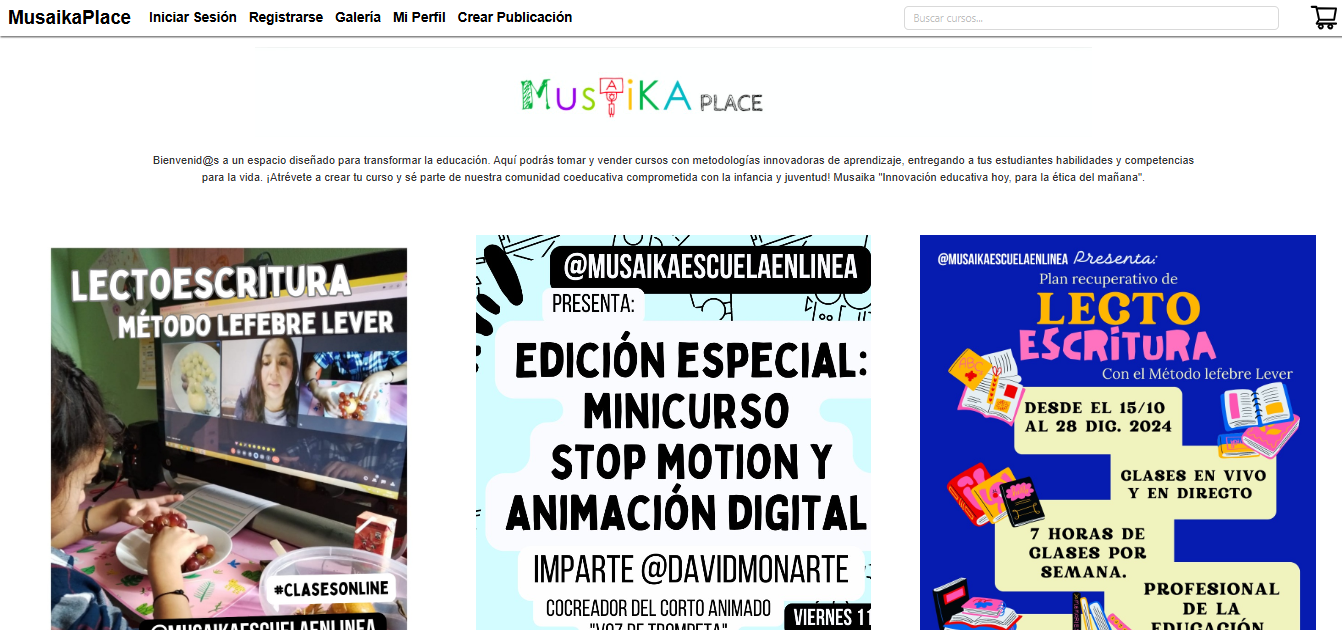 MusaikaPlace Iniciar Sesión Registrarse Galería Mi Perfil Crear Publicación Buscar cursos...
MUSAiKA PLACE
Bienvenid@s a un espacio diseñado para transformar la educación. Aquí podrás tomar y vender cursos con metodologías innovadoras de aprendizaje, entregando a tus estudiantes habilidades y competencias
para la vida. ¡Atrévete a crear tu curso y sé parte de nuestra comunidad coeducativa comprometida con la infancia y juventud! Musaika "Innovación educativa hoy, para la ética del mañana".
LECTOESCRITURA
MÉTODO LEFEBRE LEVER
#CLASESONLINE
@MUSAIKAESCUELAENLINEA
@MUSAIKAESCUELAENLINEA
PRESENTA:
EDICIÓN ESPECIAL:
MINICURSO
STOP MOTION Y
ANIMACIÓN DIGITAL
IMPARTE @DAVIDMONARTE
COCREADOR DEL CORTO ANIMADO
"VOZ DE TROMPETA"
VIERNES 11
@MUSAIKAESCUELAENLINEA Presenta:
Plan recuperativo de
LECTO
ESCRiTURA
Con el Método lefebre Lever
DESDE EL 15/10
AL 28 DIC. 2024
CLASES EN VIVO
Y EN DIRECTO
7 HORAS DE
CLASES POR
SEMANA.
PROFESIONAL
DE LA
EDUCACIÓN